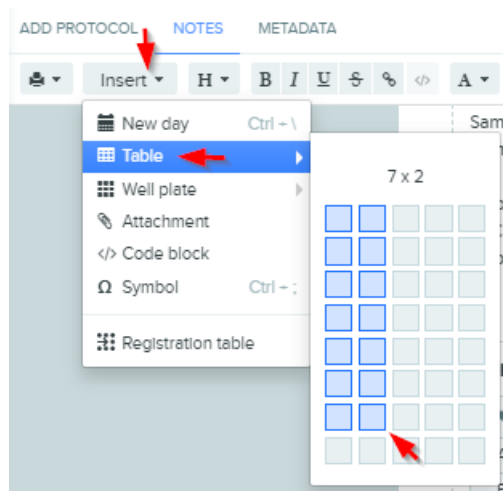 ADD PROTOCOL NOTES METADATA
Insert H B I U S </> A
New day Ctrl + \
Sam
Table
7 x 2
Well plate
Attachment
</> Code block
Ω Symbol Ctrl + ;
Registration table